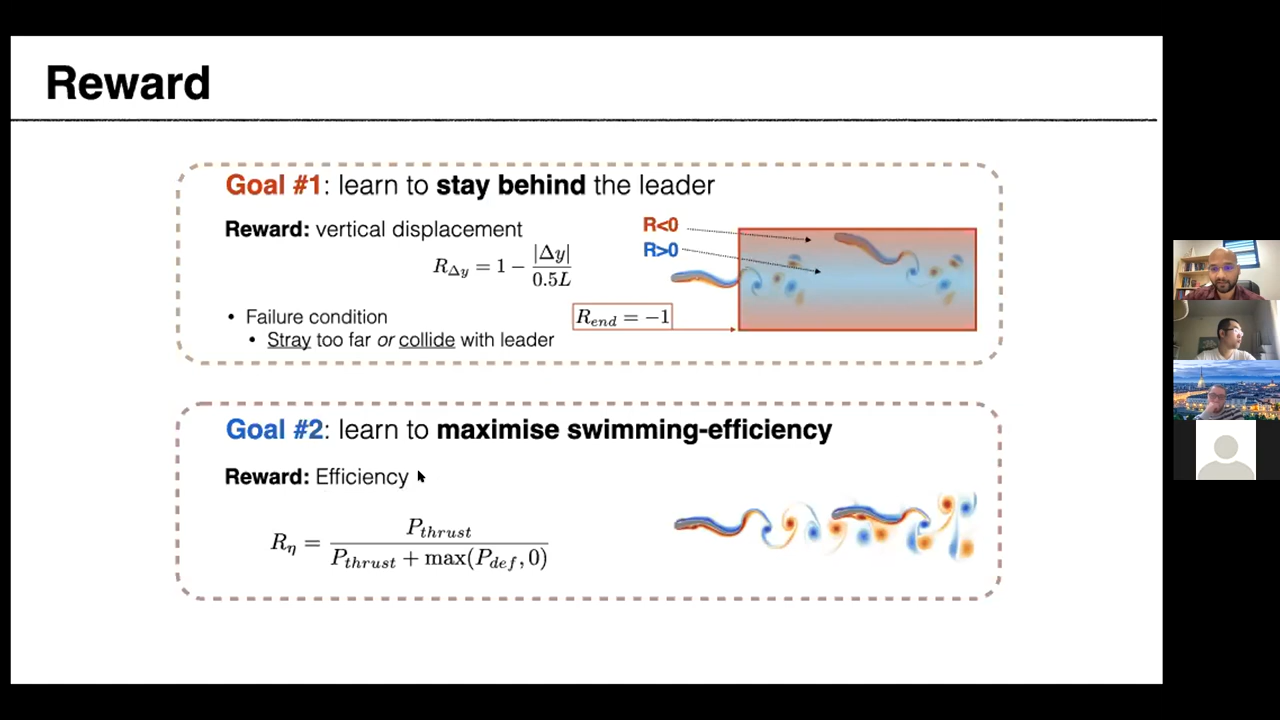 Reward
Goal #1: learn to stay behind the leader
Reward: vertical displacement
R_{Δy} = 1 - \frac{|Δy|}{0.5L}
R<0
R>0
• Failure condition
• Stray too far or collide with leader
R_{end} = -1
Goal #2: learn to maximise swimming-efficiency
Reward: Efficiency
R_η = \frac{P_{thrust}}{P_{thrust} + max(P_{def}, 0)}